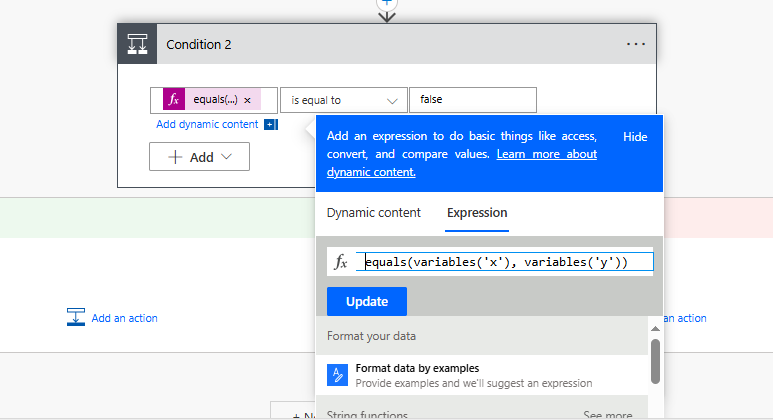 Condition 2
...
fx equals(...) ×
is equal to
false
Add dynamic content
Add an expression to do basic things like access,
convert, and compare values. Learn more about
dynamic content.
Hide
Add
Dynamic content
Expression
fx equals(variables('x'), variables('y'))
Update
Add an action
an action
Format your data
Format data by examples
Provide examples and we'll suggest an expression
String functions
See more
+ N